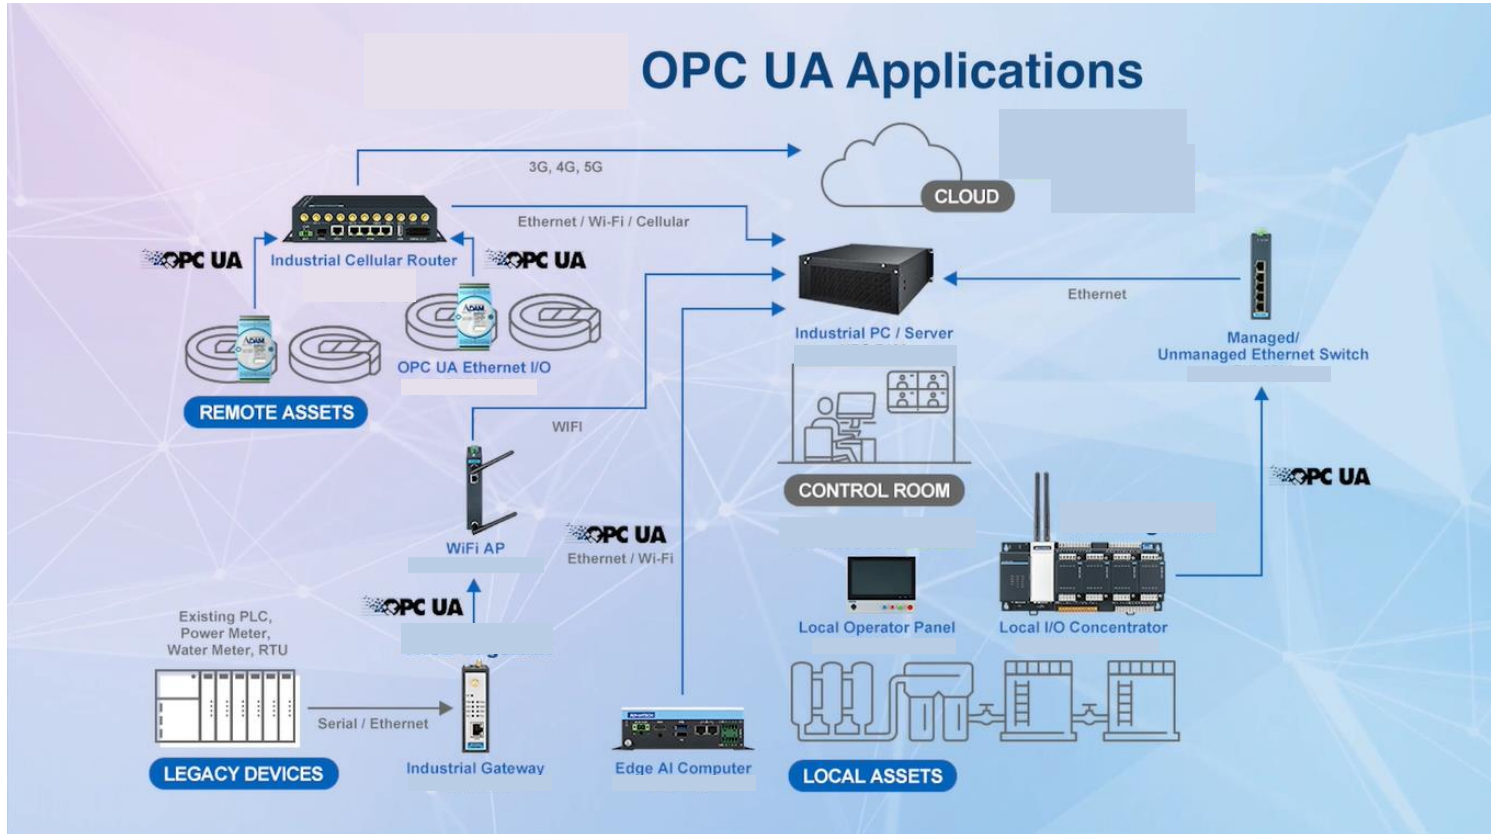 OPC UA Applications
3G, 4G, 5G
CLOUD
Ethernet / Wi-Fi / Cellular
OPC UA
Industrial Cellular Router
OPC UA
Ethernet
Industrial PC / Server
Managed/
Unmanaged Ethernet Switch
ADAM
ADAM
OPC UA Ethernet I/O
REMOTE ASSETS
WIFI
CONTROL ROOM
OPC UA
WiFi AP
OPC UA
Ethernet / Wi-Fi
OPC UA
Existing PLC,
Power Meter,
Water Meter, RTU
Local Operator Panel
Local I/O Concentrator
Serial / Ethernet
ADVANTECH
LEGACY DEVICES
Industrial Gateway
Edge AI Computer
LOCAL ASSETS